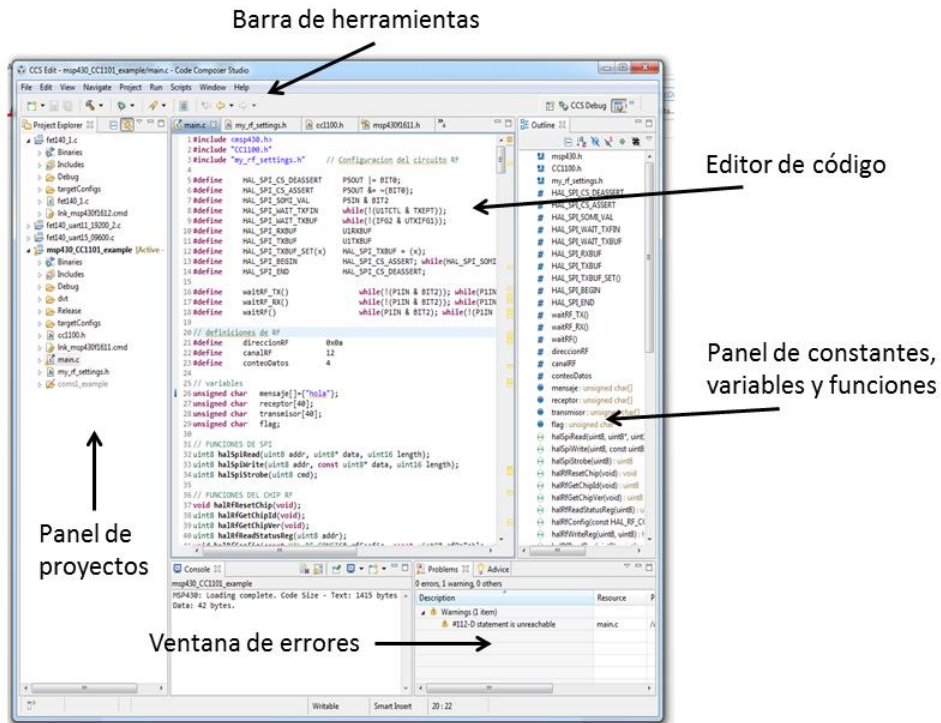 Barra de herramientas
CCS Edit - msp430_CC1101_example/main.c - Code Composer Studio
File Edit View Navigate Project Run Scripts Window Help
CCS Debug
Project Explorer
fet140_1.c
Binaries
Includes
Debug
targetConfigs
fet140_1.c
lnk_msp430f1612.cmd
fet140_uart11_19200_2.c
fet140_uart15_09600.c
msp430_CC1101_example [Active -
Binaries
Includes
Debug
dvt
Release
targetConfigs
cc1100.h
lnk_msp430f1611.cmd
main.c
my_rf_settings.h
coms1_example
Panel de
proyectos
main.c my_rf_settings.h cc1100.h msp430f1611.h
1 #include <msp430.h>
2 #include "CC1100.h"
3 #include "my_rf_settings.h" // Configuracion del circuito RF
4
5 #define HAL_SPI_CS_DEASSERT P5OUT |= BIT0;
6 #define HAL_SPI_CS_ASSERT P5OUT &= ~(BIT0);
7 #define HAL_SPI_SOMI_VAL P5IN & BIT2
8 #define HAL_SPI_WAIT_TXFIN while(!(U1TCTL & TXEPT));
9 #define HAL_SPI_WAIT_TXBUF while(!(IFG2 & UTXIFG1));
10 #define HAL_SPI_RXBUF U1RXBUF
11 #define HAL_SPI_TXBUF U1TXBUF
12 #define HAL_SPI_TXBUF_SET(x) HAL_SPI_TXBUF = (x);
13 #define HAL_SPI_BEGIN HAL_SPI_CS_ASSERT; while(HAL_SPI_SOMI
14 #define HAL_SPI_END HAL_SPI_CS_DEASSERT;
15
16 #define waitRF_TX() while(!(P1IN & BIT2)); while(P1IN
17 #define waitRF_RX() while(!(P1IN & BIT2)); while(P1IN
18 #define waitRF() while(P1IN & BIT2); while(!(P1IN
19
20 // definiciones de RF
21 #define direccionRF 0x0a
22 #define canalRF 12
23 #define conteoDatos 4
24
25 // variables
26 unsigned char mensaje[]={"hola"};
27 unsigned char receptor[40];
28 unsigned char transmisor[40];
29 unsigned char flag;
30
31 // FUNCIONES DE SPI
32 uint8 halSpiRead(uint8 addr, uint8* data, uint16 length);
33 uint8 halSpiWrite(uint8 addr, const uint8* data, uint16 length);
34 uint8 halSpiStrobe(uint8 cmd);
35
36 // FUNCIONES DEL CHIP RF
37 void halRfResetChip(void);
38 uint8 halRfGetChipId(void);
39 uint8 halRfGetChipVer(void);
40 uint8 halRfReadStatusReg(uint8 addr);
Outline
msp430.h
CC1100.h
my_rf_settings.h
HAL_SPI_CS_DEASSERT
HAL_SPI_CS_ASSERT
HAL_SPI_SOMI_VAL
HAL_SPI_WAIT_TXFIN
HAL_SPI_WAIT_TXBUF
HAL_SPI_RXBUF
HAL_SPI_TXBUF
HAL_SPI_TXBUF_SET()
HAL_SPI_BEGIN
HAL_SPI_END
waitRF_TX()
waitRF_RX()
waitRF()
direccionRF
canalRF
conteoDatos
mensaje : unsigned char[]
receptor : unsigned char[]
transmisor : unsigned char[]
flag : unsigned char
halSpiRead(uint8, uint8*, uint1
halSpiWrite(uint8, const uint8
halSpiStrobe(uint8) : uint8
halRfResetChip(void) : void
halRfGetChipId(void) : uint8
halRfGetChipVer(void) : uint8
halRfReadStatusReg(uint8) : u
halRfConfig(const HAL_RF_CO
halRfWriteReg(uint8, uint8) :
Editor de código
Panel de constantes,
variables y funciones
Console
msp430_CC1101_example
MSP430: Loading complete. Code Size - Text: 1415 bytes
Data: 42 bytes.
Ventana de errores
Problems Advice
0 errors, 1 warning, 0 others
Description Resource P
Warnings (1 item)
#112-D statement is unreachable main.c
Writable Smart Insert 20 : 22